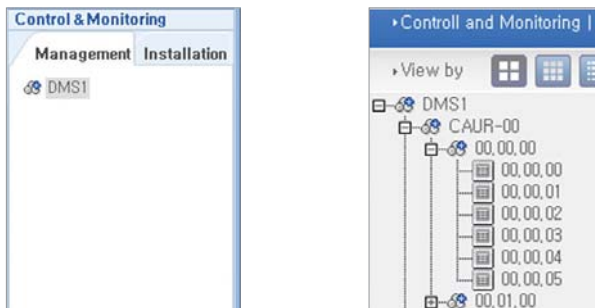 Control & Monitoring
Management Installation
DMS1
Controll and Monitoring |
View by
DMS1
CAUR-00
00,00,00
00,00,00
00,00,01
00,00,02
00,00,03
00,00,04
00,00,05
00,01,00